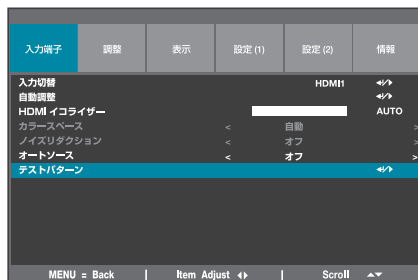 入力端子 調整 表示 設定 (1) 設定 (2) 情報
入力切替 HDMI1
自動調整
HDMI イコライザー AUTO
カラースペース < 自動 >
ノイズリダクション < オフ >
オートソース < オフ >
テストパターン
MENU = Back | Item Adjust | Scroll